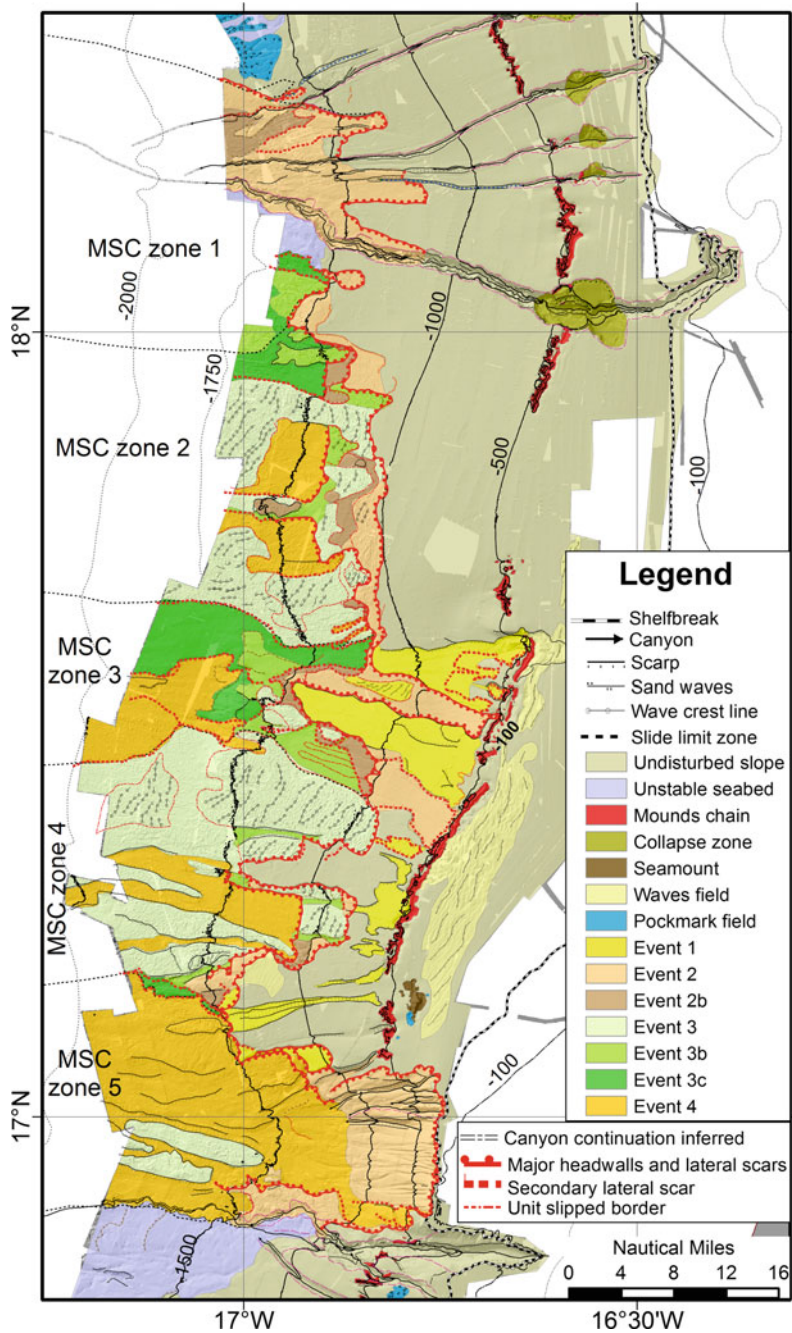 MSC zone 1
-2000
-1000
18°N
-1750
MSC zone 2
-500
-100
MSC
zone 3
-100
MSC zone 4
MSC
zone 5
-100
17°N
-1500
Legend
Shelfbreak
Canyon
Scarp
Sand waves
Wave crest line
Slide limit zone
Undisturbed slope
Unstable seabed
Mounds chain
Collapse zone
Seamount
Waves field
Pockmark field
Event 1
Event 2
Event 2b
Event 3
Event 3b
Event 3c
Event 4
Canyon continuation inferred
Major headwalls and lateral scars
Secondary lateral scar
Unit slipped border
Nautical Miles
0 4 8 12 16
17°W 16°30'W